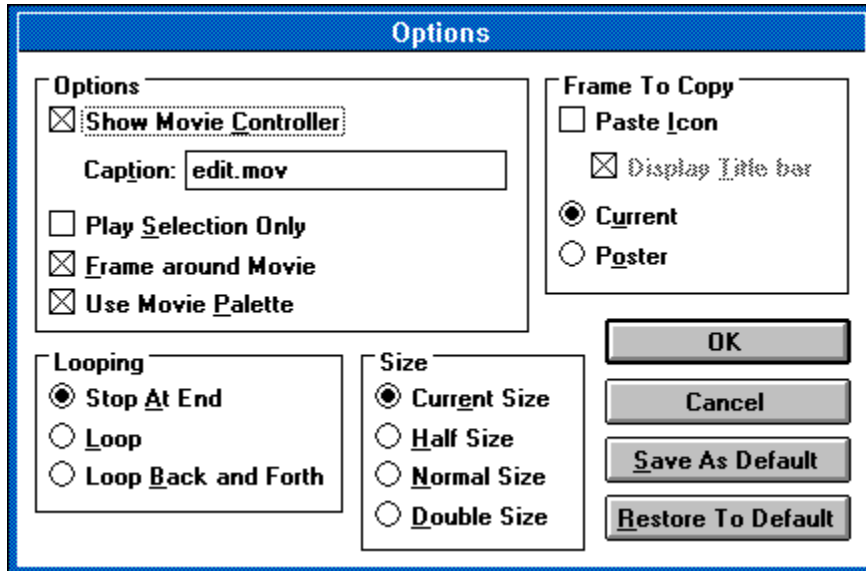 Options
Options
Show Movie Controller
Caption: edit.mov
Play Selection Only
Frame around Movie
Use Movie Palette
Frame To Copy
Paste Icon
Display Title bar
Current
Poster
Looping
Stop At End
Loop
Loop Back and Forth
Size
Current Size
Half Size
Normal Size
Double Size
OK
Cancel
Save As Default
Restore To Default